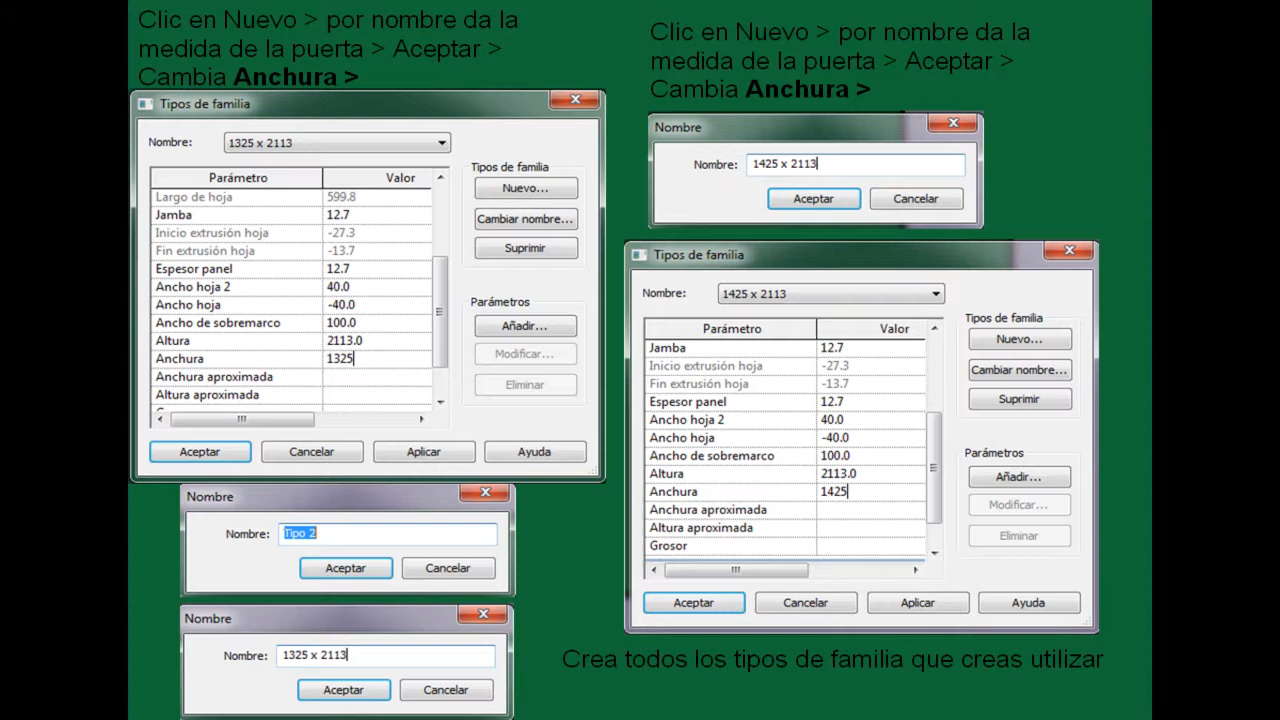 Clic en Nuevo > por nombre da la
medida de la puerta > Aceptar >
Cambia Anchura >
Tipos de familia
Nombre: 1325 x 2113
Parámetro Valor
Largo de hoja 599.8
Jamba 12.7
Inicio extrusión hoja -27.3
Fin extrusión hoja -13.7
Espesor panel 12.7
Ancho hoja 2 40.0
Ancho hoja -40.0
Ancho de sobremarco 100.0
Altura 2113.0
Anchura 1325
Anchura aproximada
Altura aproximada
Tipos de familia
Nuevo...
Cambiar nombre...
Suprimir
Parámetros
Añadir...
Modificar...
Eliminar
Aceptar Cancelar Aplicar Ayuda
Nombre
Nombre: Tipo 2
Aceptar Cancelar
Nombre
Nombre: 1325 x 2113
Aceptar Cancelar
Clic en Nuevo > por nombre da la
medida de la puerta > Aceptar >
Cambia Anchura >
Nombre
Nombre: 1425 x 2113
Aceptar Cancelar
Tipos de familia
Nombre: 1425 x 2113
Parámetro Valor
Jamba 12.7
Inicio extrusión hoja -27.3
Fin extrusión hoja -13.7
Espesor panel 12.7
Ancho hoja 2 40.0
Ancho hoja -40.0
Ancho de sobremarco 100.0
Altura 2113.0
Anchura 1425
Anchura aproximada
Altura aproximada
Grosor
Tipos de familia
Nuevo...
Cambiar nombre...
Suprimir
Parámetros
Añadir...
Modificar...
Eliminar
Aceptar Cancelar Aplicar Ayuda
Crea todos los tipos de familia que creas utilizar